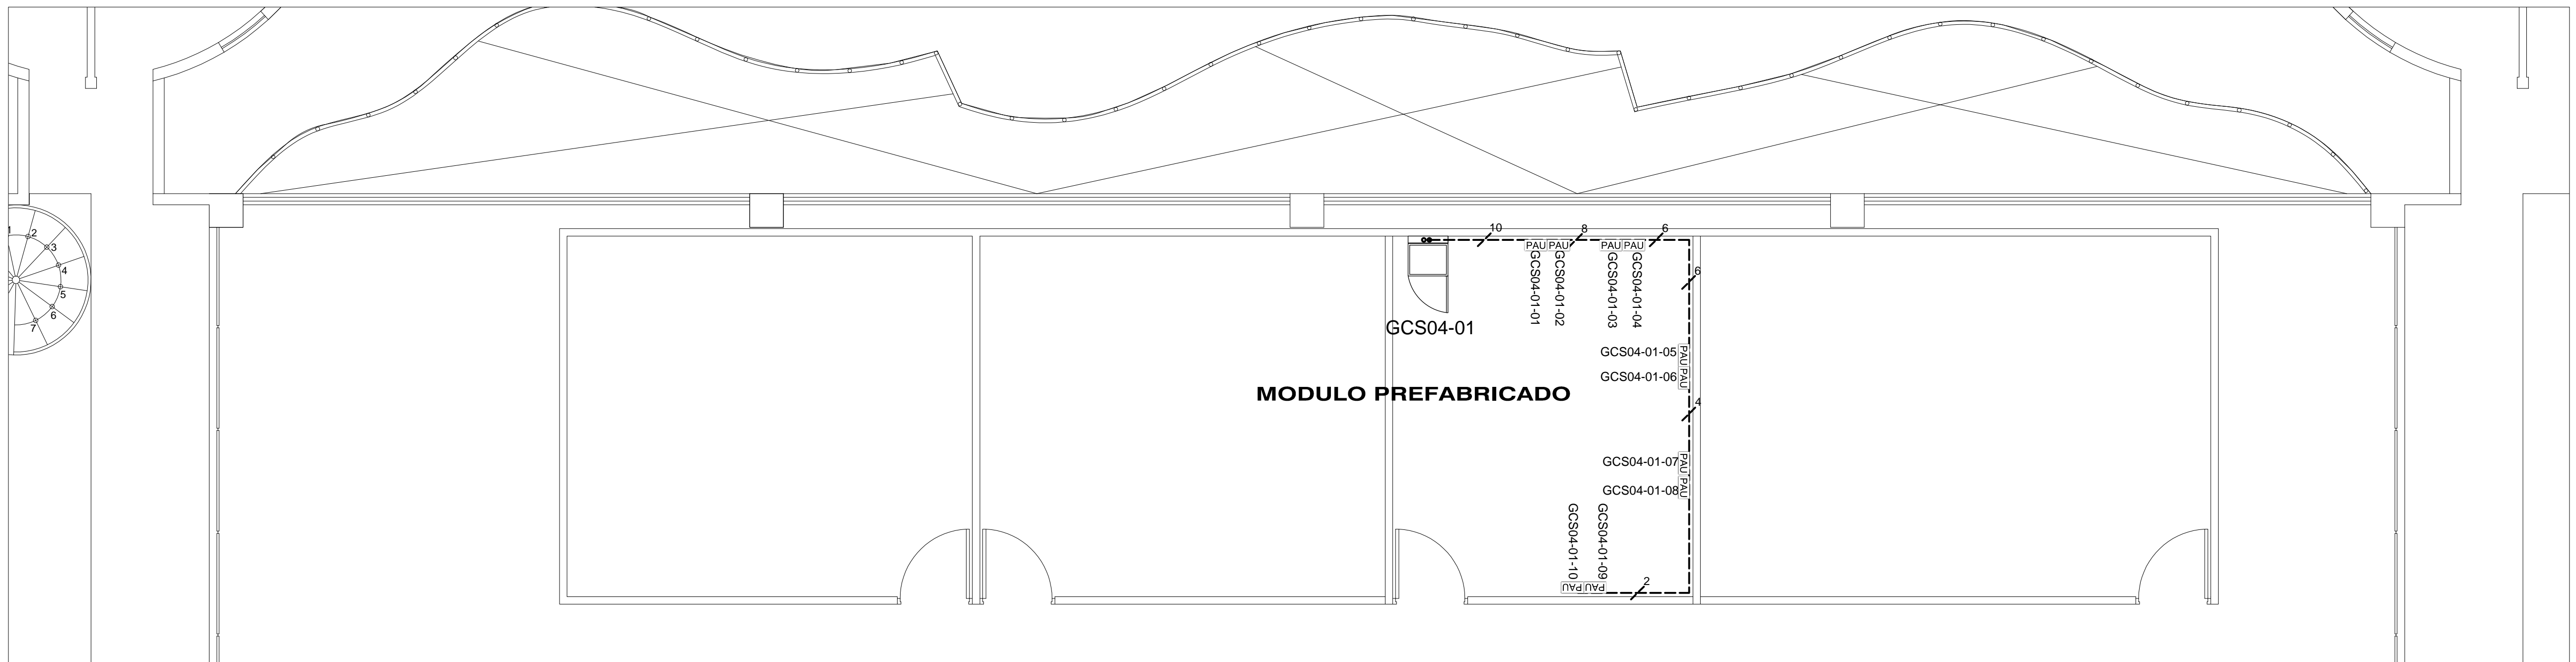 10
8
6
PAU PAU
PAU PAU
GCS04-01-01
GCS04-01-02
GCS04-01-03
GCS04-01-04
1
2
3
4
5
6
7
6
GCS04-01
GCS04-01-05 PAU
GCS04-01-06 PAU
MODULO PREFABRICADO
4
GCS04-01-07 PAU
GCS04-01-08 PAU
GCS04-01-10
GCS04-01-09
PAU PAU
2